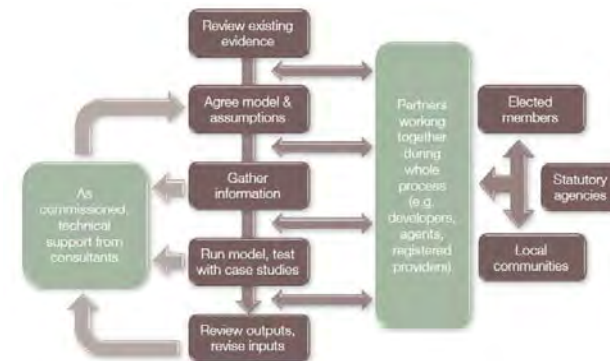 Review existing
evidence
Agree model &
assumptions
Gather
information
Run model, test
with case studies
Review outputs,
revise inputs
As
commissioned,
technical
support from
consultants
Partners
working
together
during
whole
process
(e.g.
developers,
agents,
registered
providers)
Elected
members
Statutory
agencies
Local
communities